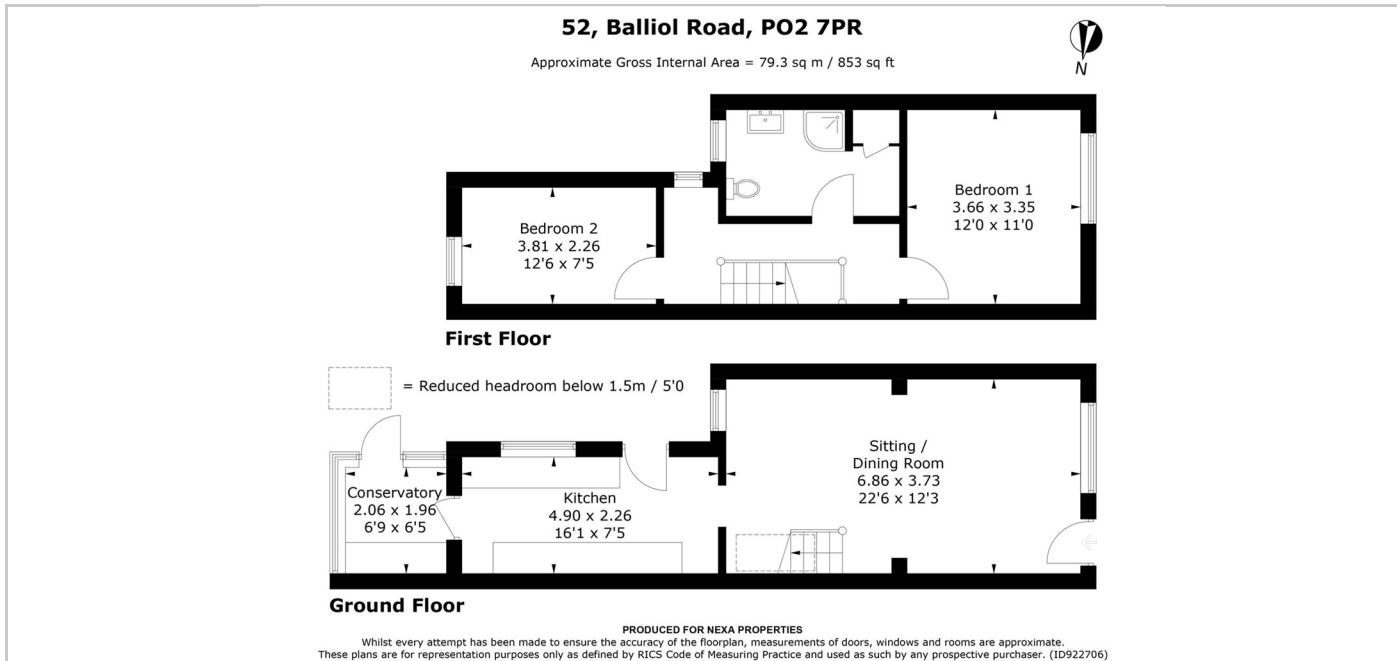 52, Balliol Road, PO2 7PR
Approximate Gross Internal Area = 79.3 sq m / 853 sq ft
N
Bedroom 2
3.81 x 2.26
12'6 x 7'5
Bedroom 1
3.66 x 3.35
12'0 x 11'0
First Floor
= Reduced headroom below 1.5m / 5'0
Conservatory
2.06 x 1.96
6'9 x 6'5
Kitchen
4.90 x 2.26
16'1 x 7'5
Sitting /
Dining Room
6.86 x 3.73
22'6 x 12'3
Ground Floor
PRODUCED FOR NEXA PROPERTIES
Whilst every attempt has been made to ensure the accuracy of the floorplan, measurements of doors, windows and rooms are approximate.
These plans are for representation purposes only as defined by RICS Code of Measuring Practice and used as such by any prospective purchaser. (ID922706)